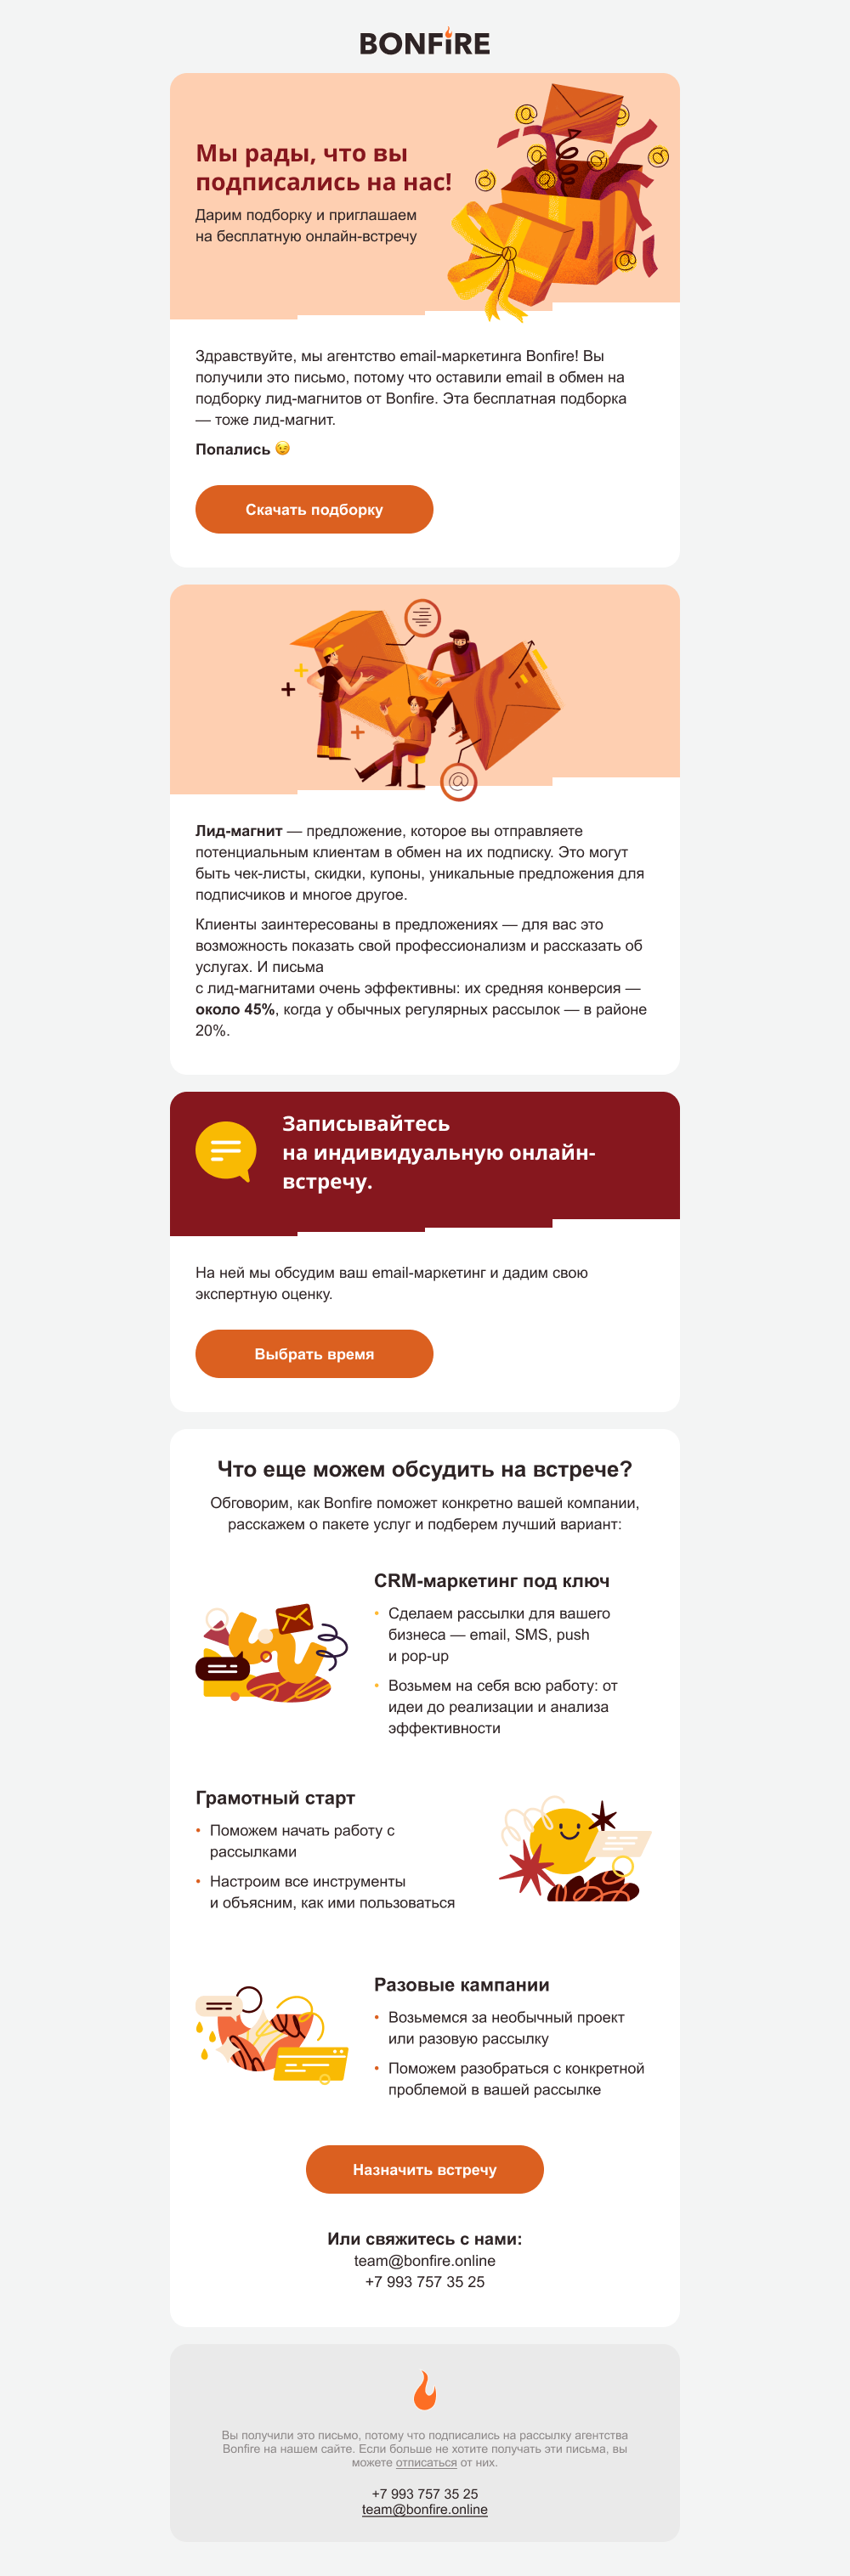 BONFIRE
Мы рады, что вы
подписались на нас!
Дарим подборку и приглашаем
на бесплатную онлайн-встречу
Здравствуйте, мы агентство email-маркетинга Bonfire! Вы
получили это письмо, потому что оставили email в обмен на
подборку лид-магнитов от Bonfire. Эта бесплатная подборка
— тоже лид-магнит.
Попались 😉
Скачать подборку
Лид-магнит — предложение, которое вы отправляете
потенциальным клиентам в обмен на их подписку. Это могут
быть чек-листы, скидки, купоны, уникальные предложения для
подписчиков и многое другое.
Клиенты заинтересованы в предложениях — для вас это
возможность показать свой профессионализм и рассказать об
услугах. И письма
с лид-магнитами очень эффективны: их средняя конверсия —
около 45%, когда у обычных регулярных рассылок — в районе
20%.
Записывайтесь
на индивидуальную онлайн-
встречу.
На ней мы обсудим ваш email-маркетинг и дадим свою
экспертную оценку.
Выбрать время
Что еще можем обсудить на встрече?
Обговорим, как Bonfire поможет конкретно вашей компании,
расскажем о пакете услуг и подберем лучший вариант:
CRM-маркетинг под ключ
• Сделаем рассылки для вашего
бизнеса — email, SMS, push
и pop-up
• Возьмем на себя всю работу: от
идеи до реализации и анализа
эффективности
Грамотный старт
• Поможем начать работу с
рассылками
• Настроим все инструменты
и объясним, как ими пользоваться
Разовые кампании
• Возьмемся за необычный проект
или разовую рассылку
• Поможем разобраться с конкретной
проблемой в вашей рассылке
Назначить встречу
Или свяжитесь с нами:
team@bonfire.online
+7 993 757 35 25
Вы получили это письмо, потому что подписались на рассылку агентства
Bonfire на нашем сайте. Если больше не хотите получать эти письма, вы
можете отписаться от них.
+7 993 757 35 25
team@bonfire.online